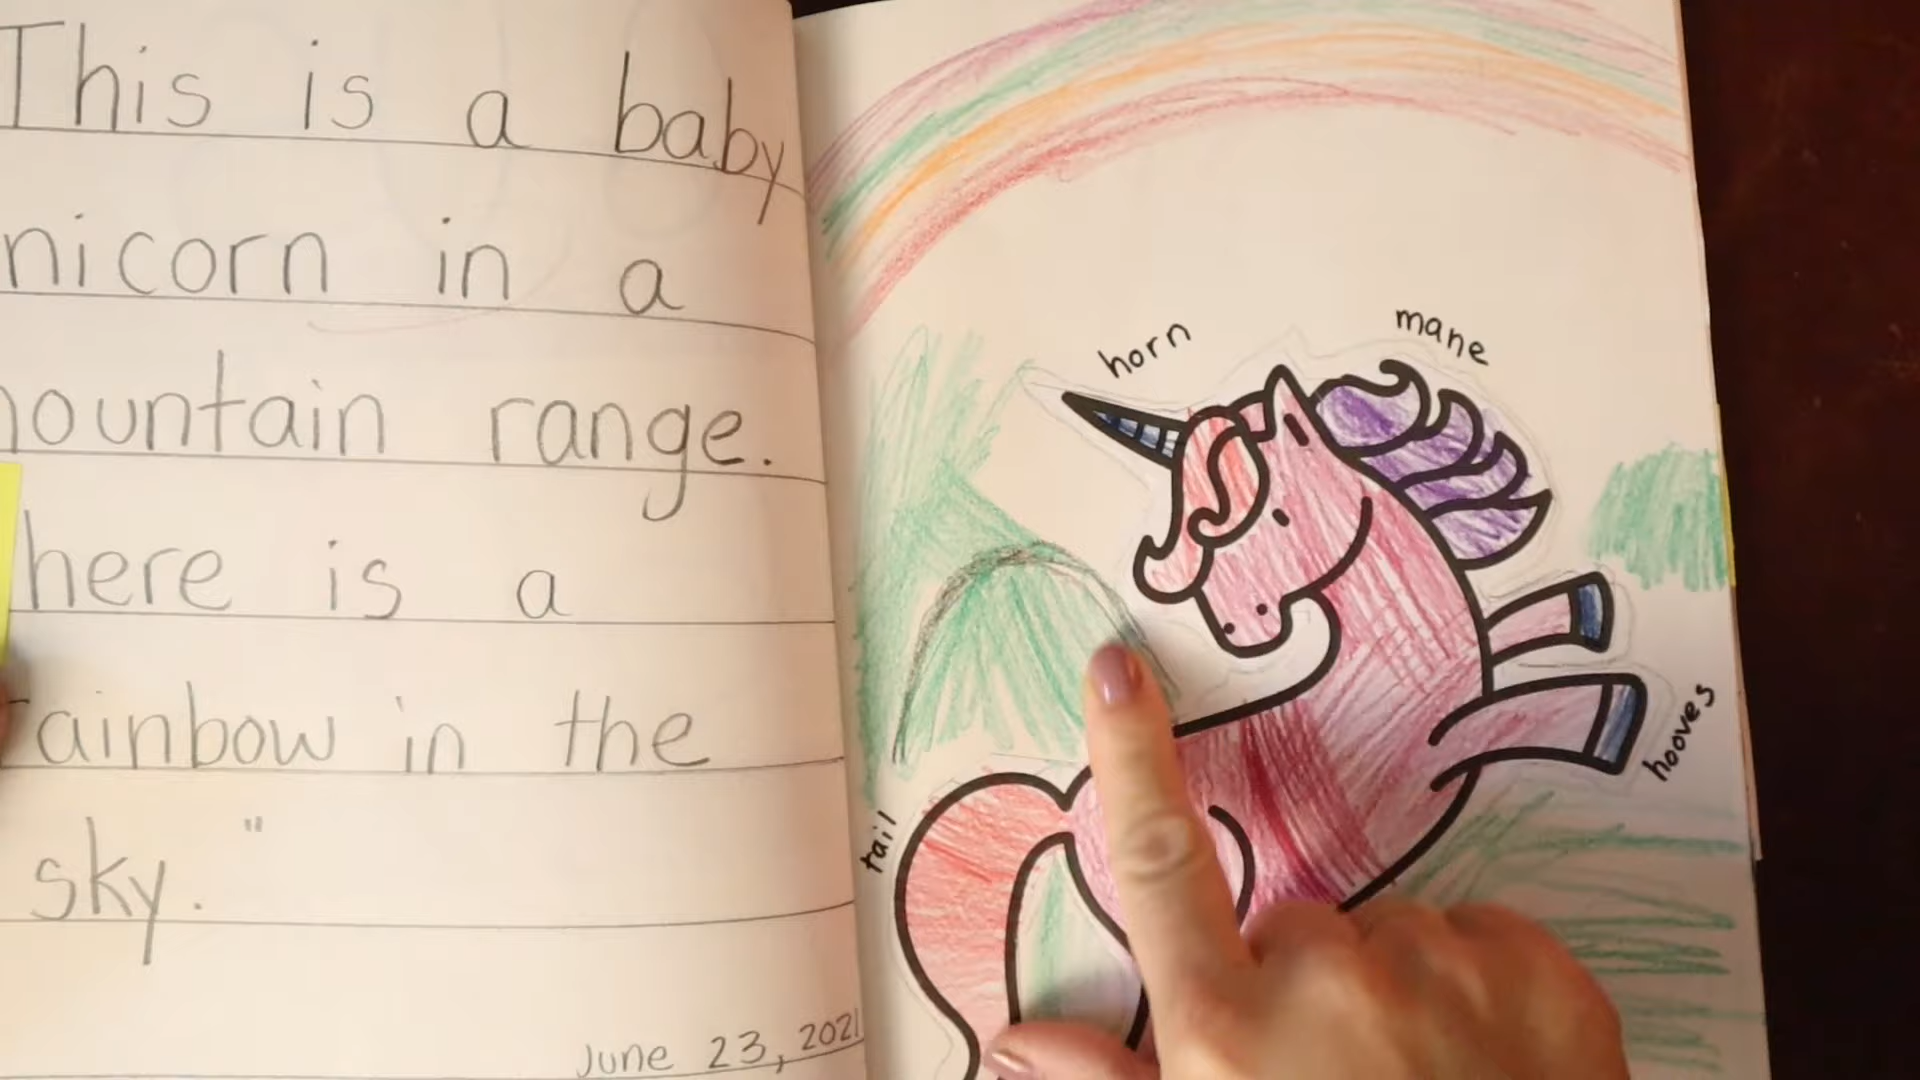 This is a baby
nicorn in a
ountain range.
here is a
ainbow in the
sky."
June 23, 2021
horn
mane
hooves
tail